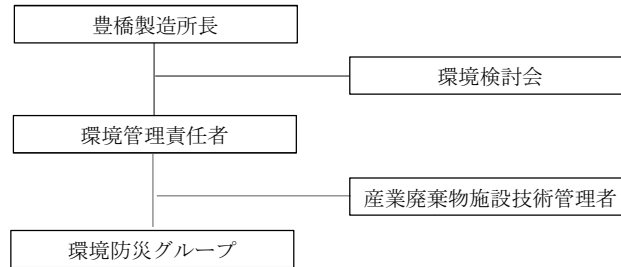 豊橋製造所長
環境検討会
環境管理責任者
産業廃棄物施設技術管理者
環境防災グループ